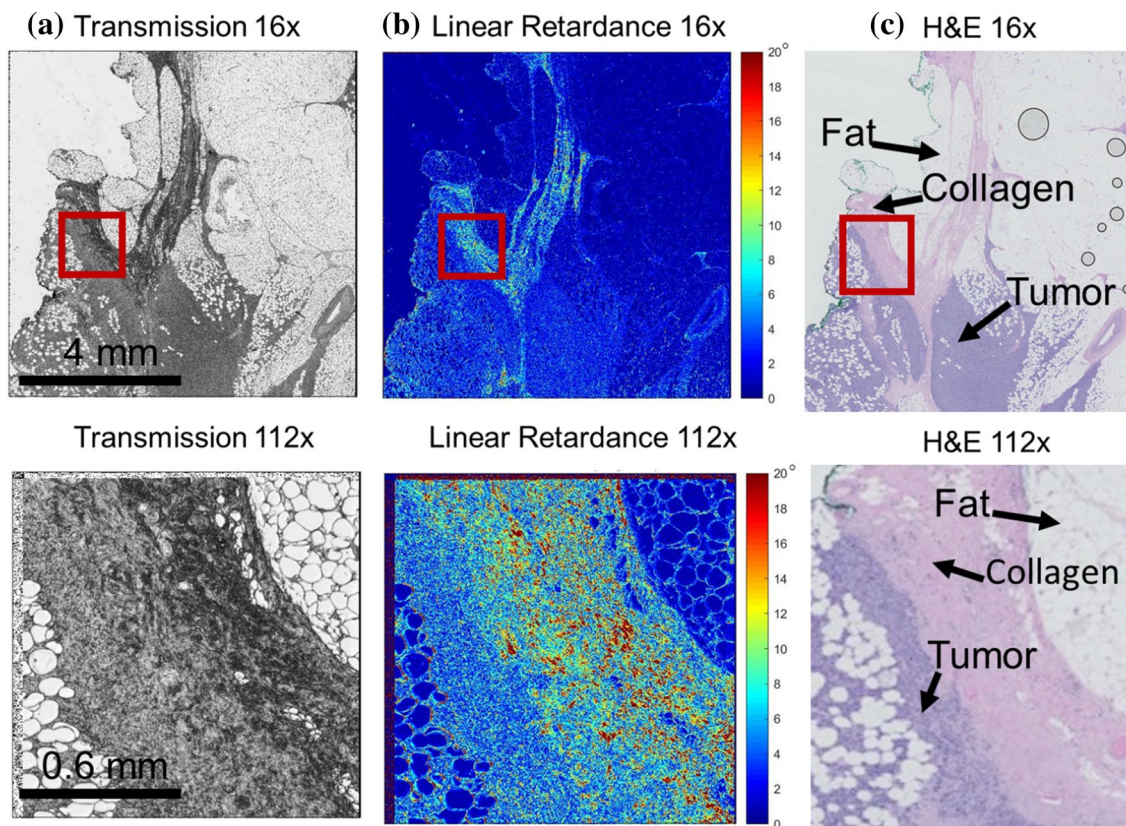 (a) Transmission 16x
(b) Linear Retardance 16x
(c) H&E 16x
20°
18
16
14
12
10
8
6
4
2
0
4 mm
Fat
Collagen
Tumor
Transmission 112x
Linear Retardance 112x
H&E 112x
20°
18
16
14
12
10
8
6
4
2
0
0.6 mm
Fat
Collagen
Tumor